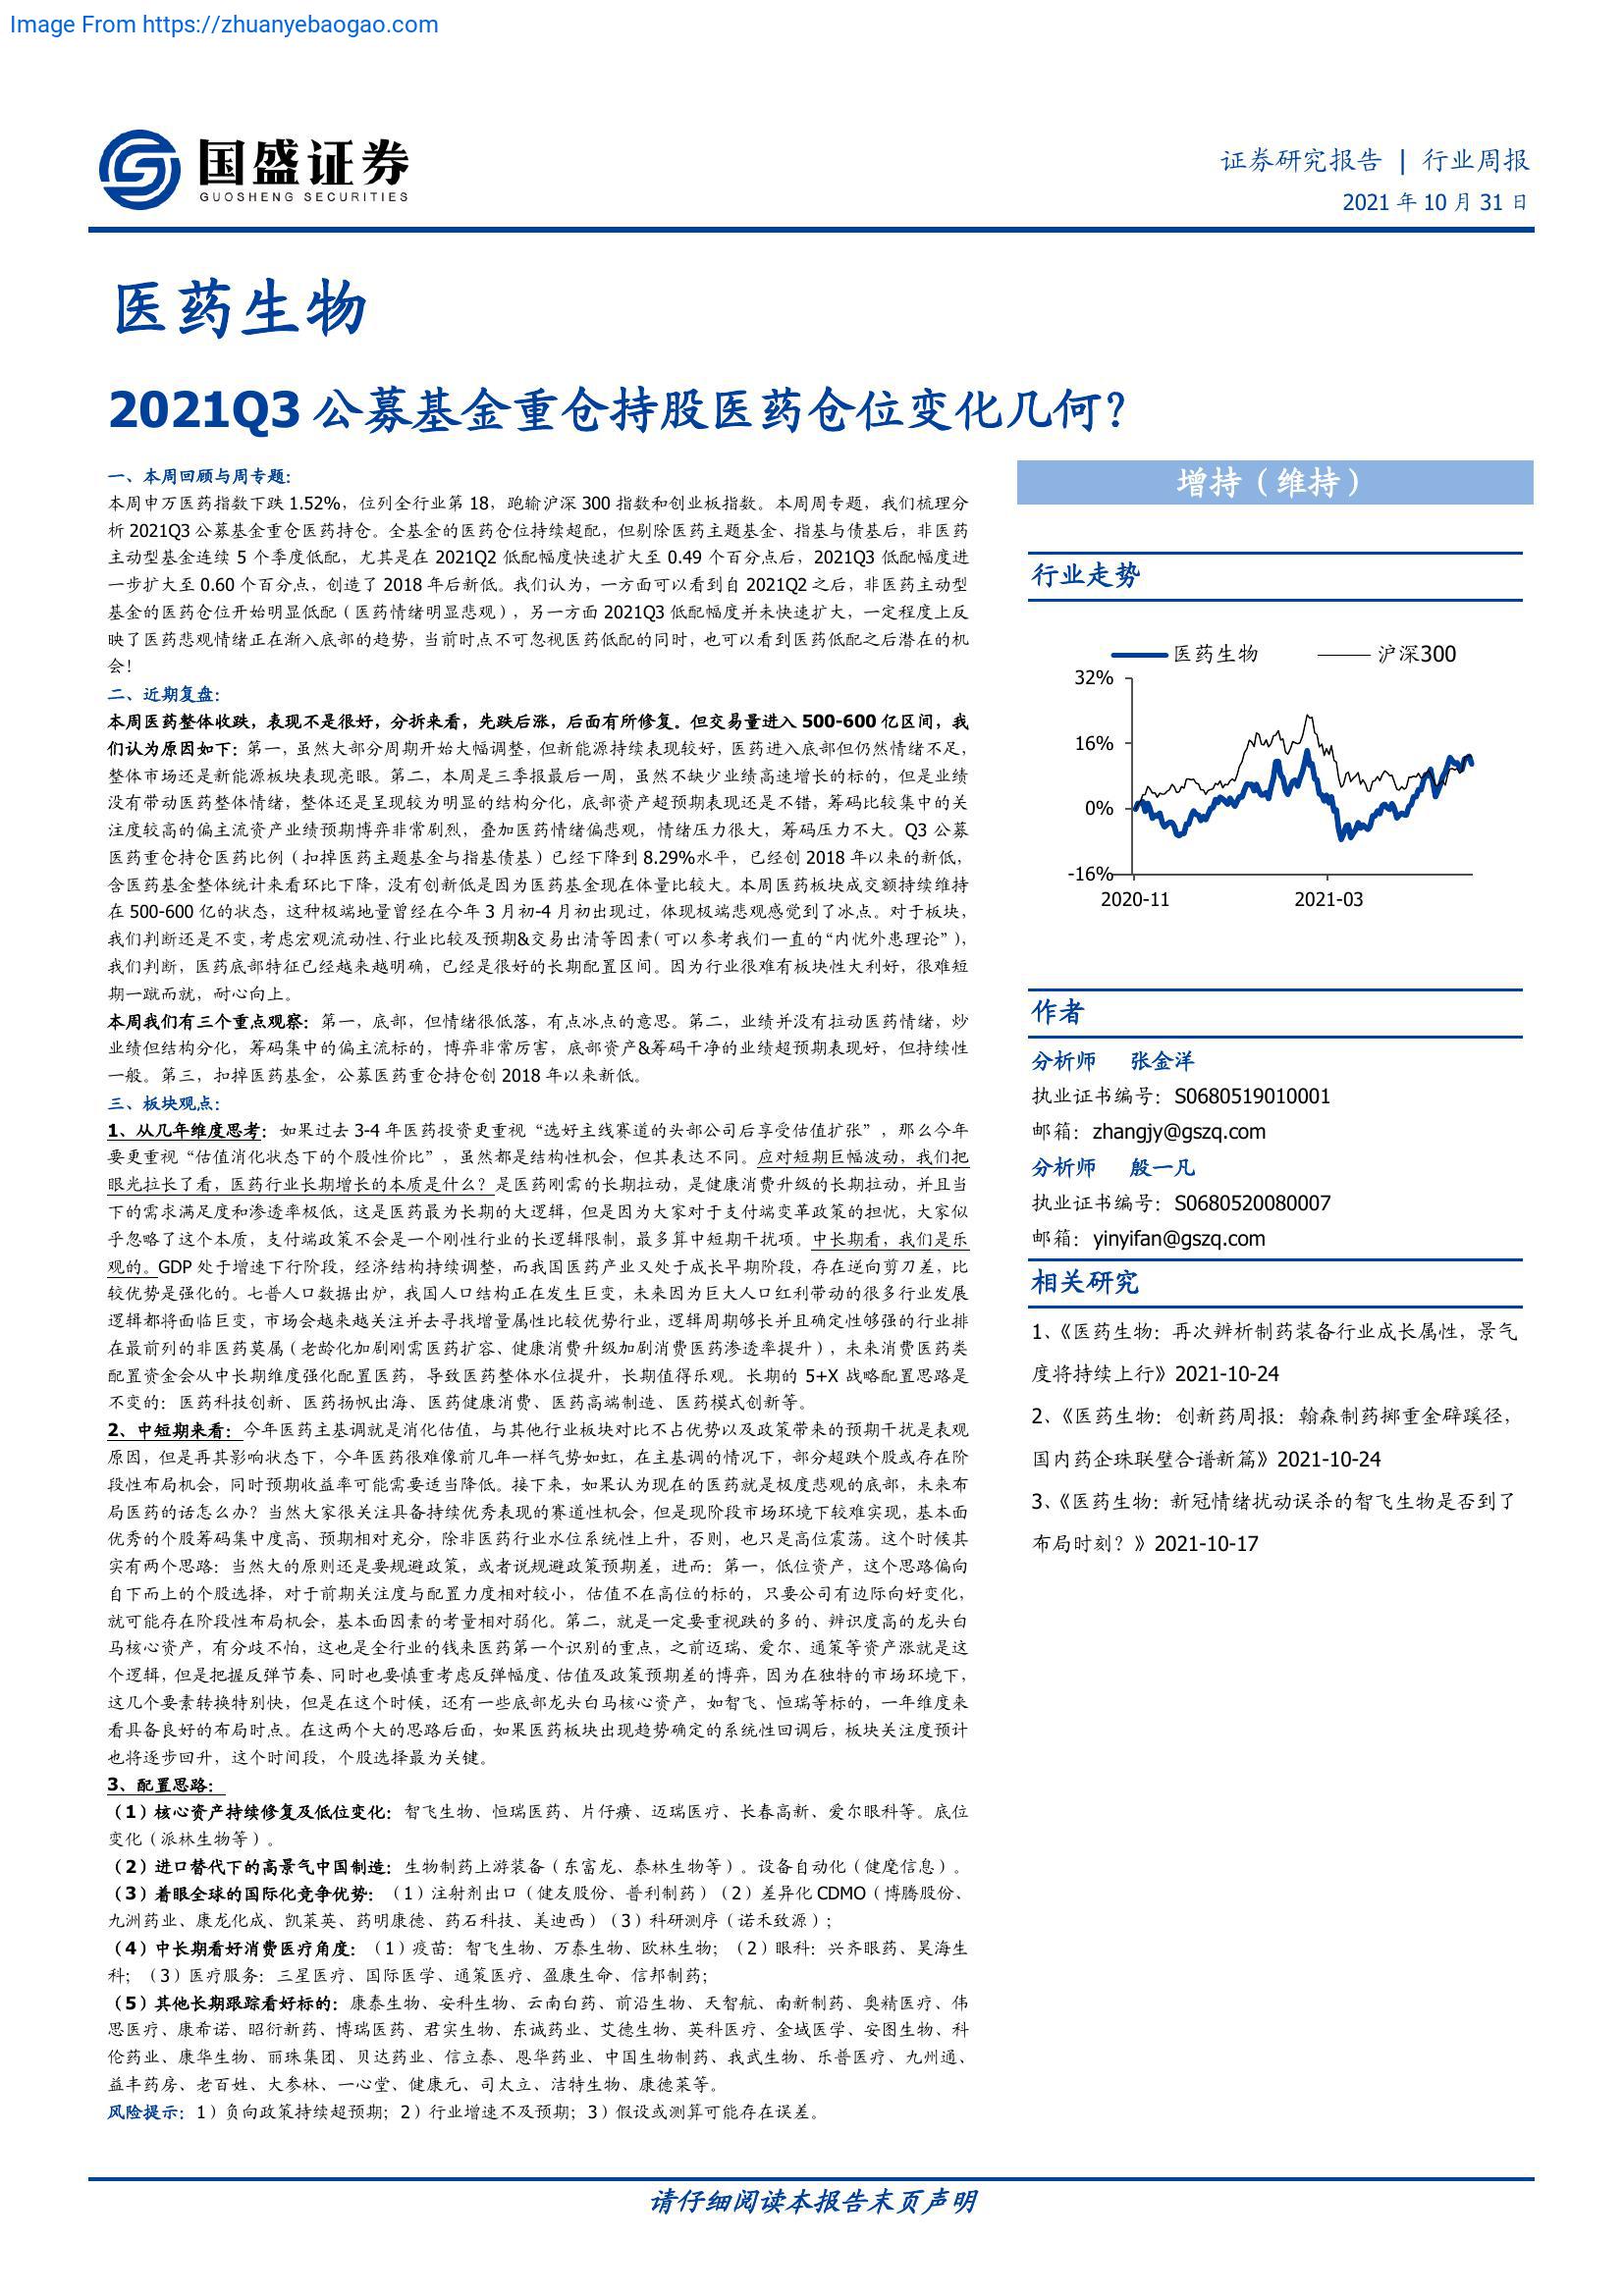 Image From https://zhuanyebaogao.com
国盛证券
GUOSHENG SECURITIES
证券研究报告 | 行业周报
2021 年 10 月 31 日
医药生物
2021Q3 公募基金重仓持股医药仓位变化几何？
一、本周回顾与周专题：
本周申万医药指数下跌 1.52%，位列全行业第 18，跑输沪深 300 指数和创业板指数。本周周专题，我们梳理分
析 2021Q3 公募基金重仓医药持仓。全基金的医药仓位持续超配，但剔除医药主题基金、指基与债基后，非医药
主动型基金连续 5 个季度低配，尤其是在 2021Q2 低配幅度快速扩大至 0.49 个百分点后，2021Q3 低配幅度进
一步扩大至 0.60 个百分点，创造了 2018 年后新低。我们认为，一方面可以看到自 2021Q2 之后，非医药主动型
基金的医药仓位开始明显低配（医药情绪明显悲观），另一方面 2021Q3 低配幅度并未快速扩大，一定程度上反
映了医药悲观情绪正在渐入底部的趋势，当前时点不可忽视医药低配的同时，也可以看到医药低配之后潜在的机
会！
二、近期复盘：
本周医药整体收跌，表现不是很好，分拆来看，先跌后涨，后面有所修复。但交易量进入 500-600 亿区间，我
们认为原因如下：第一，虽然大部分周期开始大幅调整，但新能源持续表现较好，医药进入底部但仍然情绪不足，
整体市场还是新能源板块表现亮眼。第二，本周是三季报最后一周，虽然不缺少业绩高速增长的标的，但是业绩
没有带动医药整体情绪，整体还是呈现较为明显的结构分化，底部资产超预期表现还是不错，筹码比较集中的关
注度较高的偏主流资产业绩预期博弈非常剧烈，叠加医药情绪偏悲观，情绪压力很大，筹码压力不大。Q3 公募
医药重仓持仓医药比例（扣掉医药主题基金与指基债基）已经下降到 8.29%水平，已经创 2018 年以来的新低，
含医药基金整体统计来看环比下降，没有创新低是因为医药基金现在体量比较大。本周医药板块成交额持续维持
在 500-600 亿的状态，这种极端地量曾经在今年 3 月初-4 月初出现过，体现极端悲观感觉到了冰点。对于板块，
我们判断还是不变，考虑宏观流动性、行业比较及预期&交易出清等因素（可以参考我们一直的“内忧外患理论”），
我们判断，医药底部特征已经越来越明确，已经是很好的长期配置区间。因为行业很难有板块性大利好，很难短
期一蹴而就，耐心向上。
本周我们有三个重点观察：第一，底部，但情绪很低落，有点冰点的意思。第二，业绩并没有拉动医药情绪，炒
业绩但结构分化，筹码集中的偏主流标的，博弈非常厉害，底部资产&筹码干净的业绩超预期表现好，但持续性
一般。第三，扣掉医药基金，公募医药重仓持仓创 2018 年以来新低。
三、板块观点：
1、从几年维度思考：如果过去 3-4 年医药投资更重视“选好主线赛道的头部公司后享受估值扩张”，那么今年
要更重视“估值消化状态下的个股性价比”，虽然都是结构性机会，但其表达不同。应对短期巨幅波动，我们把
眼光拉长了看，医药行业长期增长的本质是什么？是医药刚需的长期拉动，是健康消费升级的长期拉动，并且当
下的需求满足度和渗透率极低，这是医药最为长期的大逻辑，但是因为大家对于支付端变革政策的担忧，大家似
乎忽略了这个本质，支付端政策不会是一个刚性行业的长逻辑限制，最多算中短期干扰项。中长期看，我们是乐
观的。GDP 处于增速下行阶段，经济结构持续调整，而我国医药产业又处于成长早期阶段，存在逆向剪刀差，比
较优势是强化的。七普人口数据出炉，我国人口结构正在发生巨变，未来因为巨大人口红利带动的很多行业发展
逻辑都将面临巨变，市场会越来越关注并去寻找增量属性比较优势行业，逻辑周期够长并且确定性够强的行业排
在最前列的非医药莫属（老龄化加剧刚需医药扩容、健康消费升级加剧消费医药渗透率提升），未来消费医药类
配置资金会从中长期维度强化配置医药，导致医药整体水位提升，长期值得乐观。长期的 5+X 战略配置思路是
不变的：医药科技创新、医药扬帆出海、医药健康消费、医药高端制造、医药模式创新等。
2、中短期来看：今年医药主基调就是消化估值，与其他行业板块对比不占优势以及政策带来的预期干扰是表观
原因，但是再其影响状态下，今年医药很难像前几年一样气势如虹，在主基调的情况下，部分超跌个股或存在阶
段性布局机会，同时预期收益率可能需要适当降低。接下来，如果认为现在的医药就是极度悲观的底部，未来布
局医药的话怎么办？当然大家很关注具备持续优秀表现的赛道性机会，但是现阶段市场环境下较难实现，基本面
优秀的个股筹码集中度高、预期相对充分，除非医药行业水位系统性上升，否则，也只是高位震荡。这个时候其
实有两个思路：当然大的原则还是要规避政策，或者说规避政策预期差，进而：第一，低位资产，这个思路偏向
自下而上的个股选择，对于前期关注度与配置力度相对较小，估值不在高位的标的，只要公司有边际向好变化，
就可能存在阶段性布局机会，基本面因素的考量相对弱化。第二，就是一定要重视跌的多的、辨识度高的龙头白
马核心资产，有分歧不怕，这也是全行业的钱来医药第一个识别的重点，之前迈瑞、爱尔、通策等资产涨就是这
个逻辑，但是把握反弹节奏、同时也要慎重考虑反弹幅度、估值及政策预期差的博弈，因为在独特的市场环境下，
这几个要素转换特别快，但是在这个时候，还有一些底部龙头白马核心资产，如智飞、恒瑞等标的，一年维度来
看具备良好的布局时点。在这两个大的思路后面，如果医药板块出现趋势确定的系统性回调后，板块关注度预计
也将逐步回升，这个时间段，个股选择最为关键。
3、配置思路：
（1）核心资产持续修复及低位变化：智飞生物、恒瑞医药、片仔癀、迈瑞医疗、长春高新、爱尔眼科等。底位
变化（派林生物等）。
（2）进口替代下的高景气中国制造：生物制药上游装备（东富龙、泰林生物等）。设备自动化（健麾信息）。
（3）着眼全球的国际化竞争优势：（1）注射剂出口（健友股份、普利制药）（2）差异化 CDMO（博腾股份、
九洲药业、康龙化成、凯莱英、药明康德、药石科技、美迪西）（3）科研测序（诺禾致源）；
（4）中长期看好消费医疗角度：（1）疫苗：智飞生物、万泰生物、欧林生物；（2）眼科：兴齐眼药、昊海生
科；（3）医疗服务：三星医疗、国际医学、通策医疗、盈康生命、信邦制药；
（5）其他长期跟踪看好标的：康泰生物、安科生物、云南白药、前沿生物、天智航、南新制药、奥精医疗、伟
思医疗、康希诺、昭衍新药、博瑞医药、君实生物、东诚药业、艾德生物、英科医疗、金域医学、安图生物、科
伦药业、康华生物、丽珠集团、贝达药业、信立泰、恩华药业、中国生物制药、我武生物、乐普医疗、九州通、
益丰药房、老百姓、大参林、一心堂、健康元、司太立、洁特生物、康德莱等。
风险提示：1）负向政策持续超预期；2）行业增速不及预期；3）假设或测算可能存在误差。
增持（维持）
行业走势
医药生物 沪深300
32%
16%
0%
-16%
2020-11 2021-03
作者
分析师 张金洋
执业证书编号：S0680519010001
邮箱：zhangjy@gszq.com
分析师 殷一凡
执业证书编号：S0680520080007
邮箱：yinyifan@gszq.com
相关研究
1、《医药生物：再次辨析制药装备行业成长属性，景气
度将持续上行》2021-10-24
2、《医药生物：创新药周报：翰森制药掷重金辟蹊径，
国内药企珠联璧合谱新篇》2021-10-24
3、《医药生物：新冠情绪扰动误杀的智飞生物是否到了
布局时刻？》2021-10-17
请仔细阅读本报告末页声明